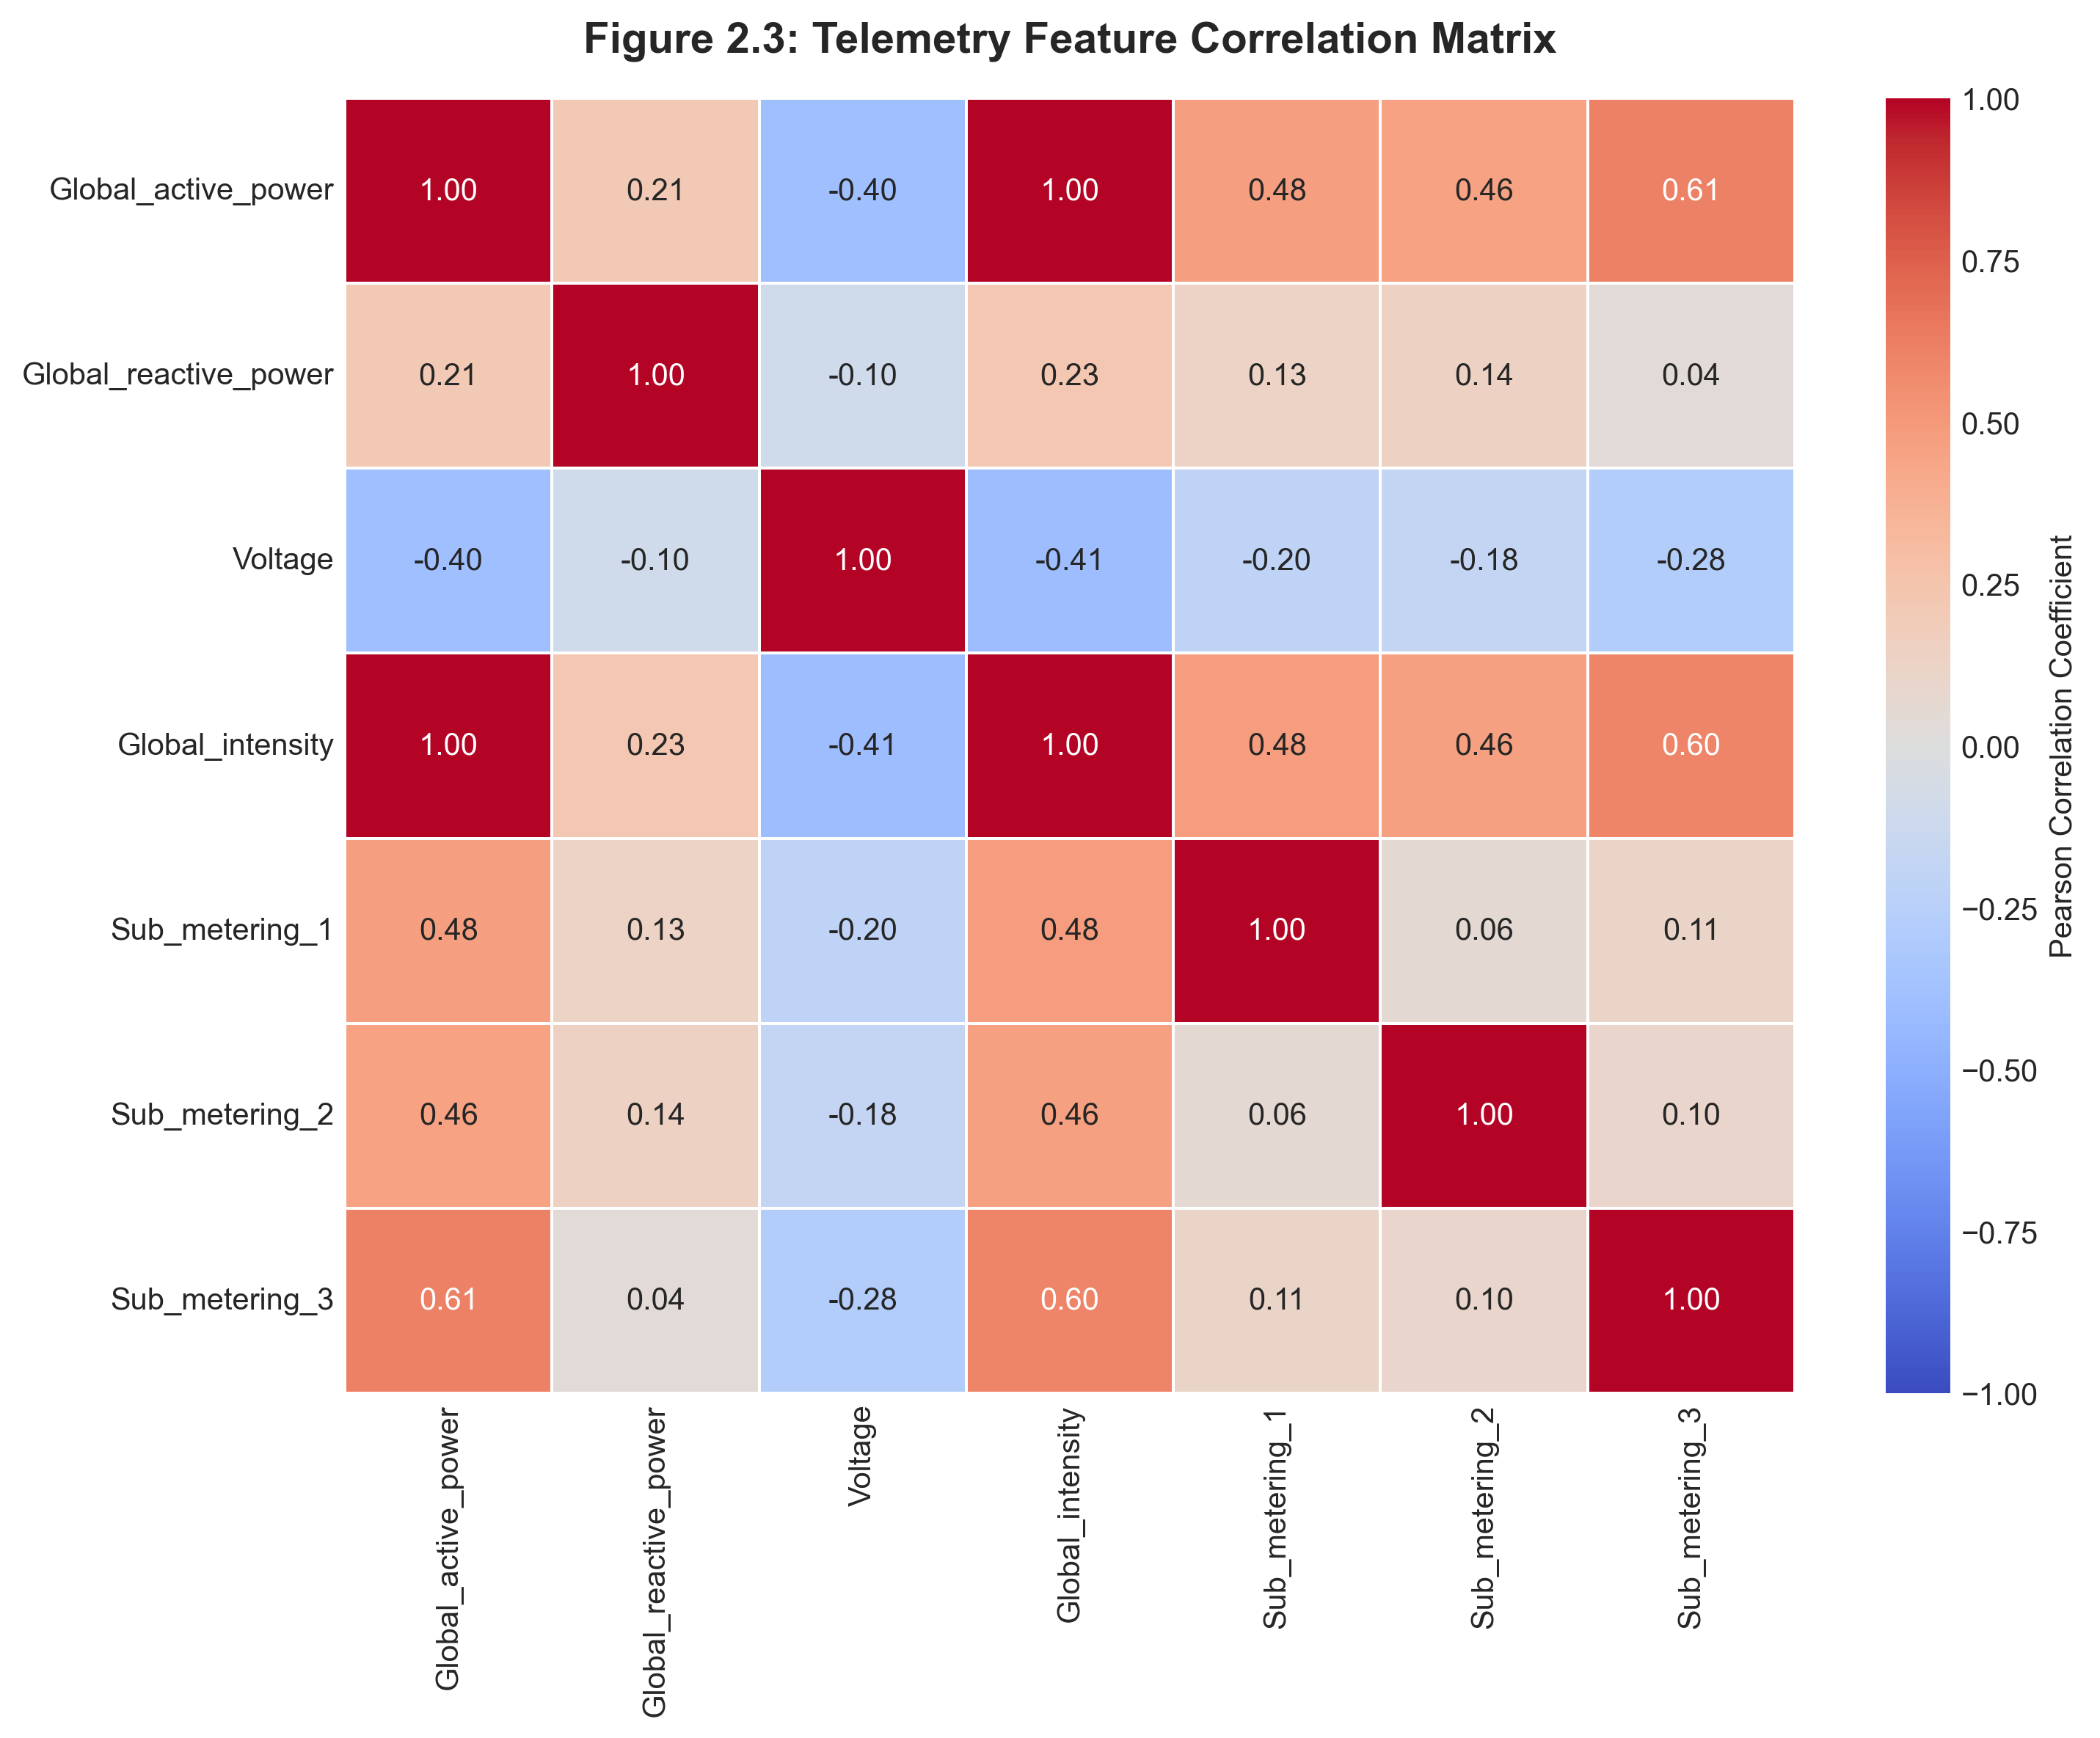 Figure 2.3: Telemetry Feature Correlation Matrix
Global_active_power 1.00 0.21 -0.40 1.00 0.48 0.46 0.61
Global_reactive_power 0.21 1.00 -0.10 0.23 0.13 0.14 0.04
Voltage -0.40 -0.10 1.00 -0.41 -0.20 -0.18 -0.28
Global_intensity 1.00 0.23 -0.41 1.00 0.48 0.46 0.60
Sub_metering_1 0.48 0.13 -0.20 0.48 1.00 0.06 0.11
Sub_metering_2 0.46 0.14 -0.18 0.46 0.06 1.00 0.10
Sub_metering_3 0.61 0.04 -0.28 0.60 0.11 0.10 1.00
Global_active_power
Global_reactive_power
Voltage
Global_intensity
Sub_metering_1
Sub_metering_2
Sub_metering_3
1.00
0.75
0.50
0.25
0.00
−0.25
−0.50
−0.75
−1.00
Pearson Correlation Coefficient